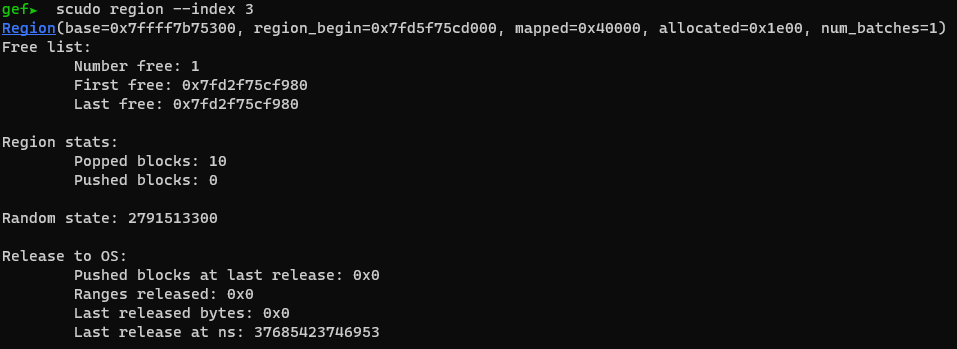 gef➤  scudo region --index 3
Region(base=0x7ffff7b75300, region_begin=0x7fd5f75cd000, mapped=0x40000, allocated=0x1e00, num_batches=1)
Free list:
        Number free: 1
        First free: 0x7fd2f75cf980
        Last free: 0x7fd2f75cf980

Region stats:
        Popped blocks: 10
        Pushed blocks: 0

Random state: 2791513300

Release to OS:
        Pushed blocks at last release: 0x0
        Ranges released: 0x0
        Last released bytes: 0x0
        Last release at ns: 37685423746953